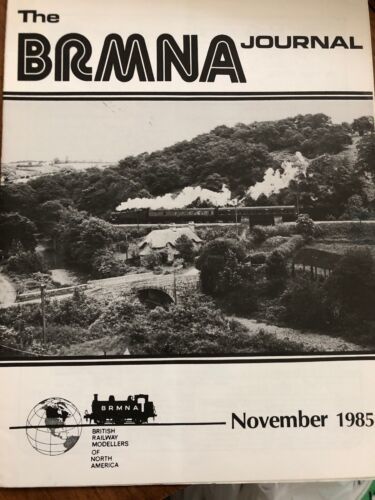 The
BRMNA JOURNAL
BRMNA
BRITISH
RAILWAY
MODELLERS
OF
NORTH
AMERICA
November 1985